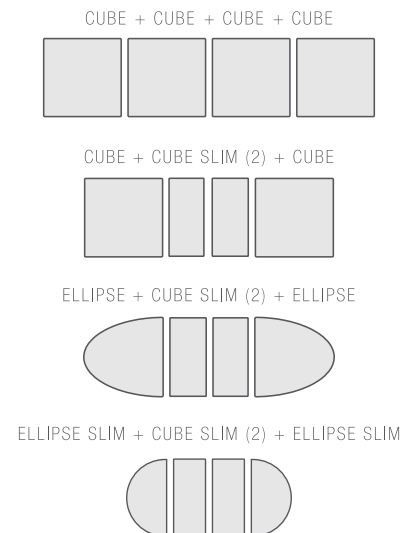 CUBE + CUBE + CUBE + CUBE
CUBE + CUBE SLIM (2) + CUBE
ELLIPSE + CUBE SLIM (2) + ELLIPSE
ELLIPSE SLIM + CUBE SLIM (2) + ELLIPSE SLIM